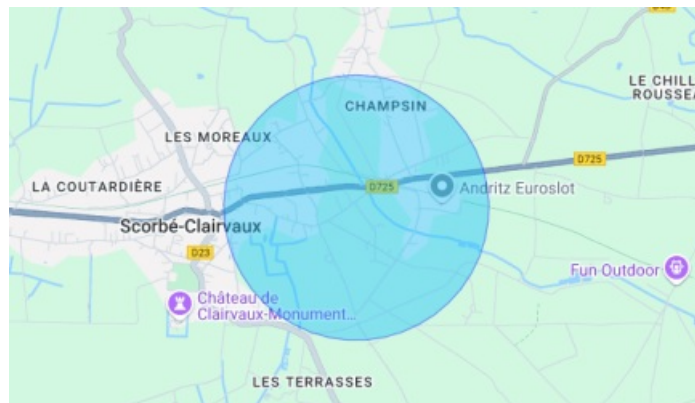 LE CHILL
ROUSSEA
CHAMPSIN
LES MOREAUX
D725
LA COUTARDIÈRE
D725
Andritz Euroslot
Scorbé-Clairvaux
D23
Fun Outdoor
Château de
Clairvaux-Monument...
LES TERRASSES